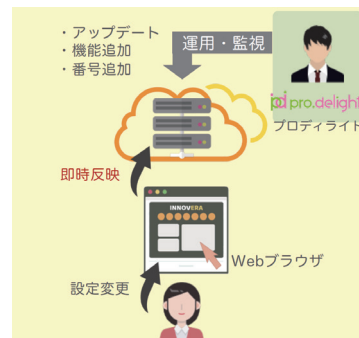 ・アップデート
・機能追加
・番号追加
運用・監視
pd pro.delight
プロディライト
即時反映
INNOVERA
Webブラウザ
設定変更